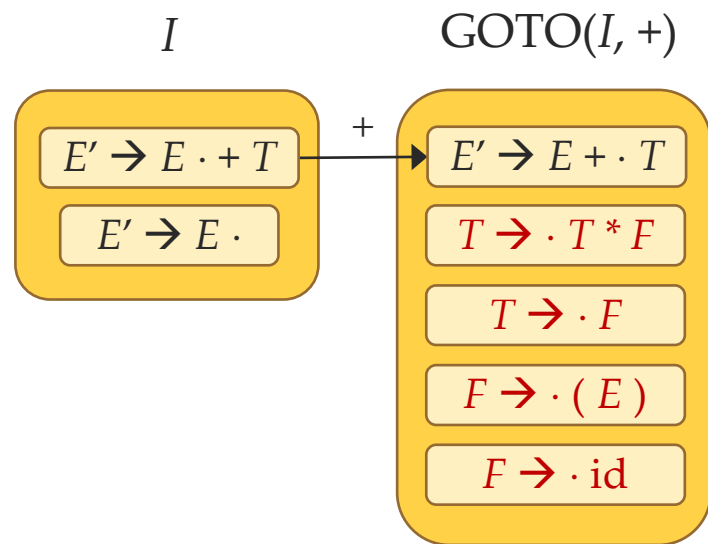 I
GOTO(I, +)
E′ → E · + T
E′ → E ·
+
E′ → E + · T
T → · T * F
T → · F
F → · ( E )
F → · id